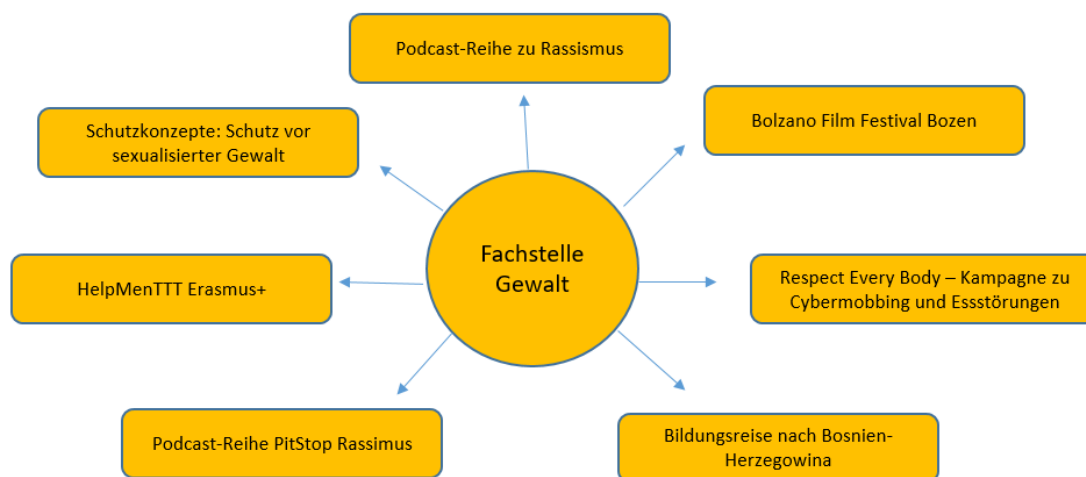 Podcast-Reihe zu Rassismus
Schutzkonzepte: Schutz vor
sexualisierter Gewalt
Bolzano Film Festival Bozen
Fachstelle
Gewalt
HelpMenTTT Erasmus+
Respect Every Body – Kampagne zu
Cybermobbing und Essstörungen
Podcast-Reihe PitStop Rassimus
Bildungsreise nach Bosnien-
Herzegowina